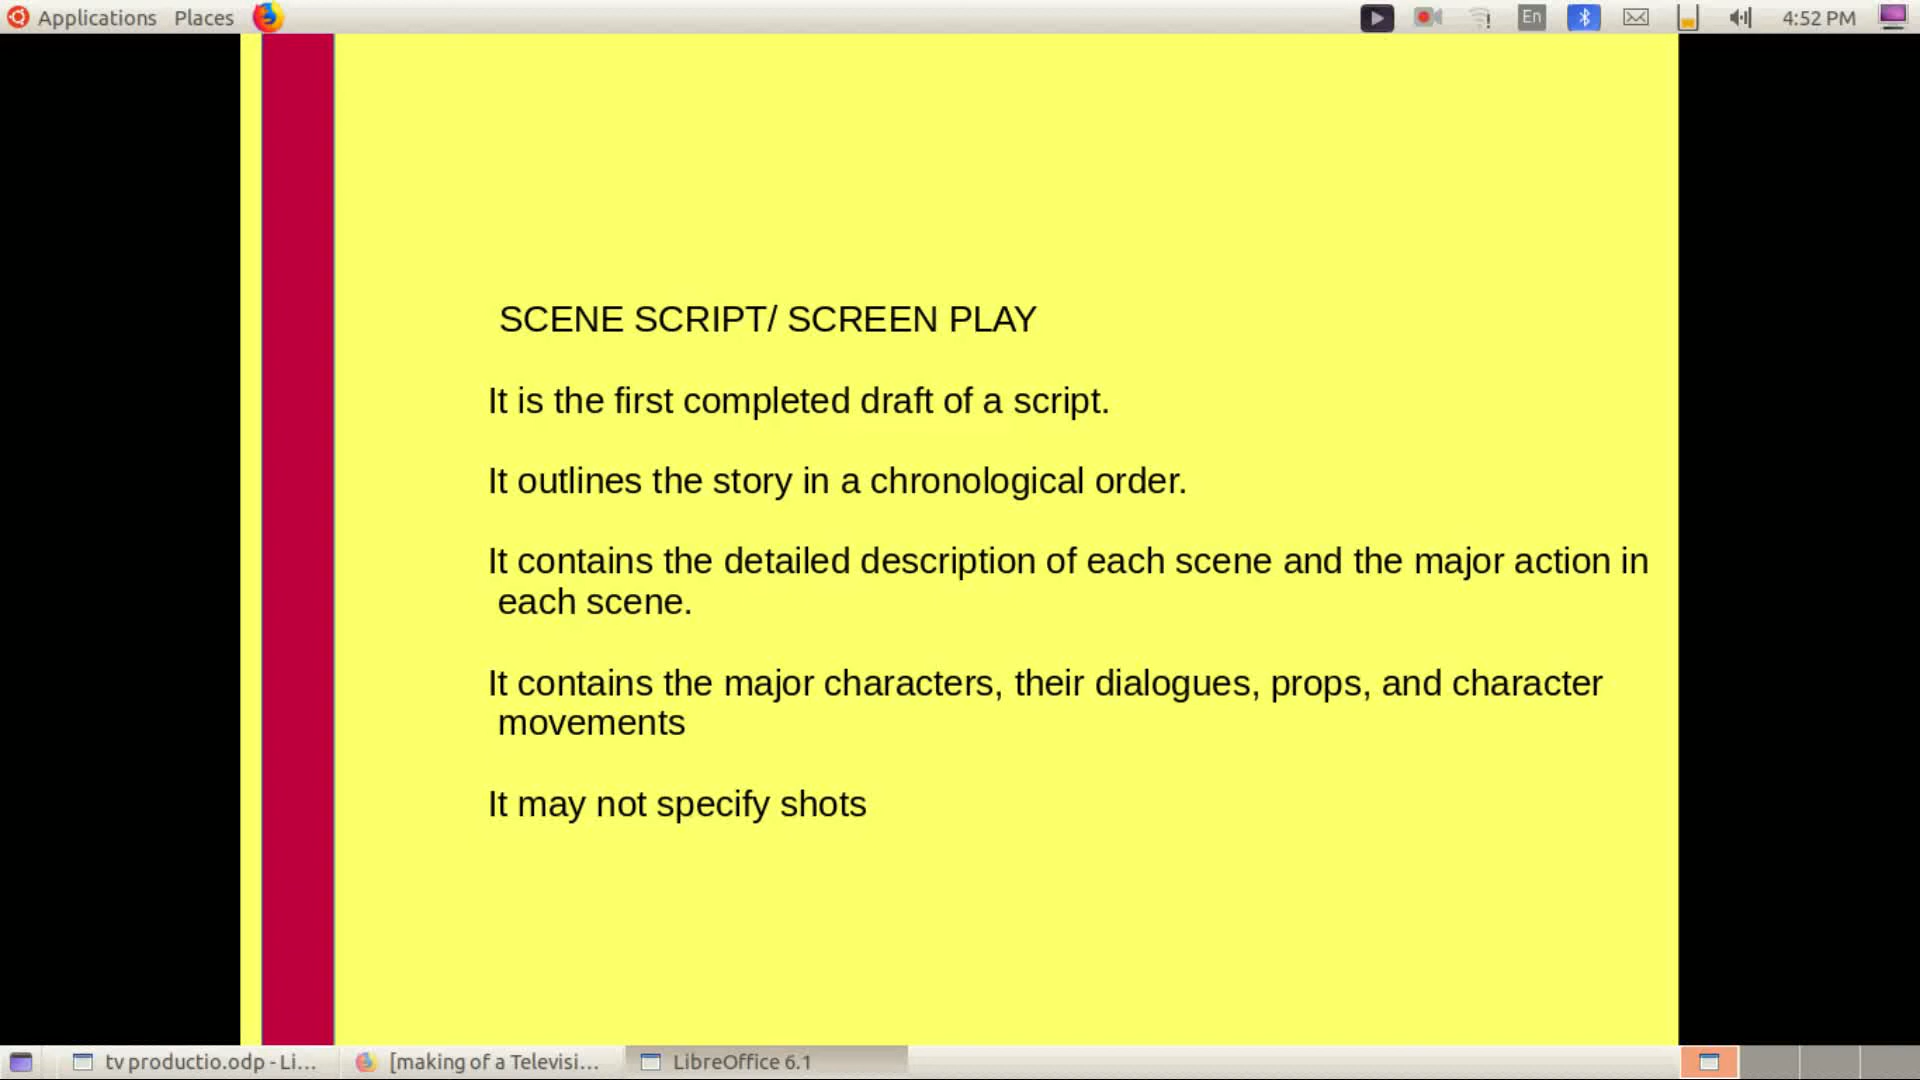 Applications Places
En
4:52 PM
SCENE SCRIPT/ SCREEN PLAY
It is the first completed draft of a script.
It outlines the story in a chronological order.
It contains the detailed description of each scene and the major action in
each scene.
It contains the major characters, their dialogues, props, and character
movements
It may not specify shots
tv productio.odp - Li...
[making of a Televisi...
LibreOffice 6.1